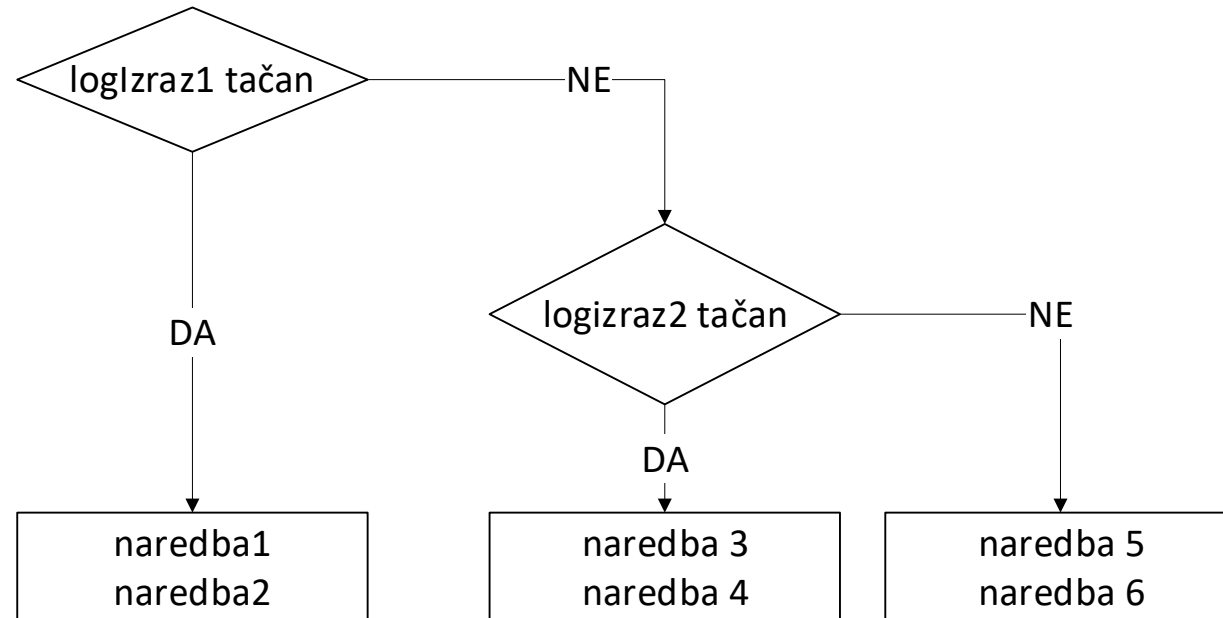 logIzraz1 tačan
NE
DA
logizraz2 tačan
NE
DA
naredba1
naredba2
naredba 3
naredba 4
naredba 5
naredba 6